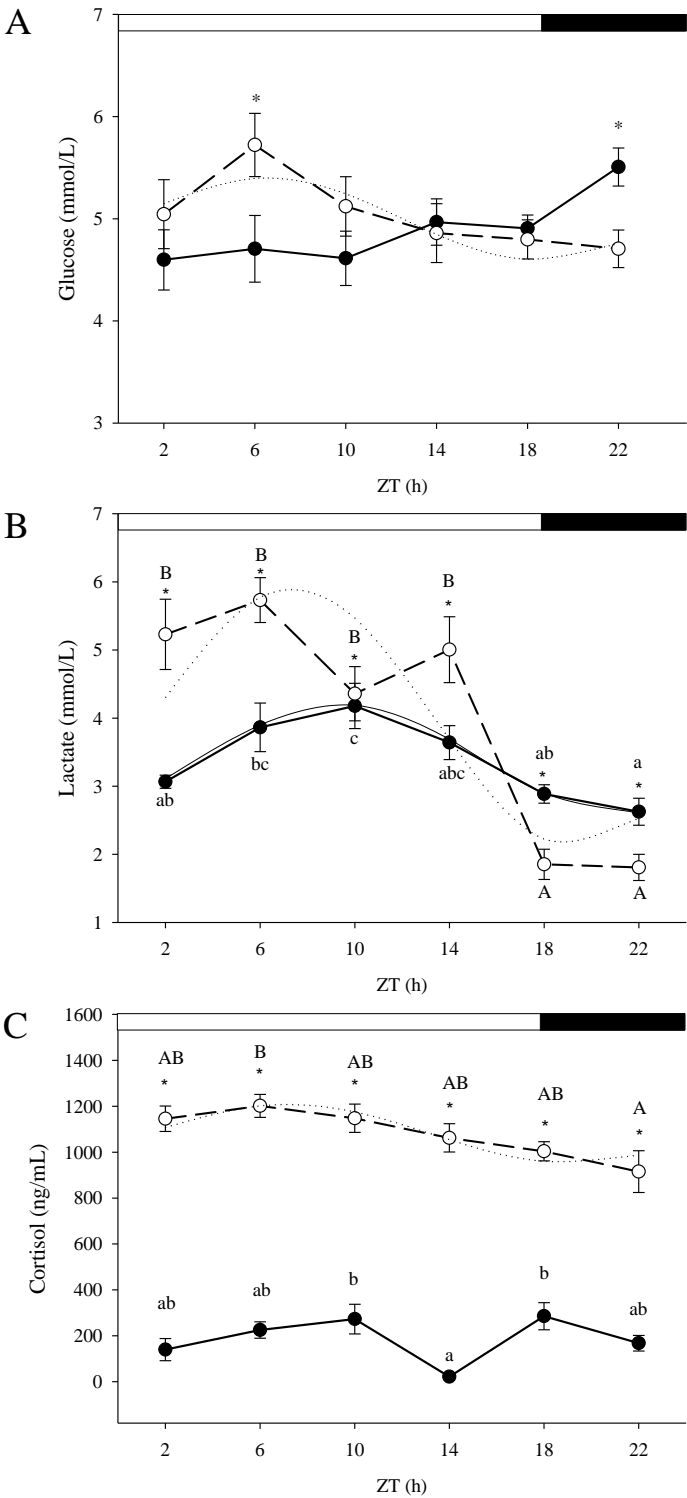 A
7
6
5
4
3
Glucose (mmol/L)
* *
2 6 10 14 18 22
ZT (h)
B
7
6
5
4
3
2
1
Lactate (mmol/L)
B B B B ab a
* * * * * *
ab bc c abc A A
2 6 10 14 18 22
ZT (h)
C
1600
1400
1200
1000
800
600
400
200
0
Cortisol (ng/mL)
AB B AB AB AB A
* * * * * *
ab ab b a b ab
2 6 10 14 18 22
ZT (h)